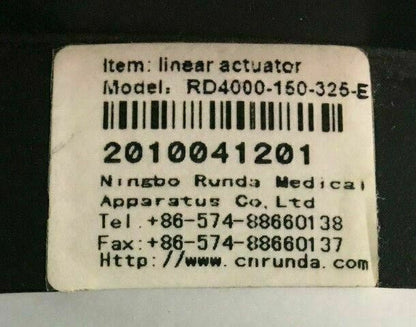 Item: linear actuator
Model: RD4000-150-325-E
2010041201
Ningbo Runda Medical
Apparatus Co,Ltd
Tel.+86-574-88660138
Fax:+86-574-88660137
Http://www.cnrunda.com